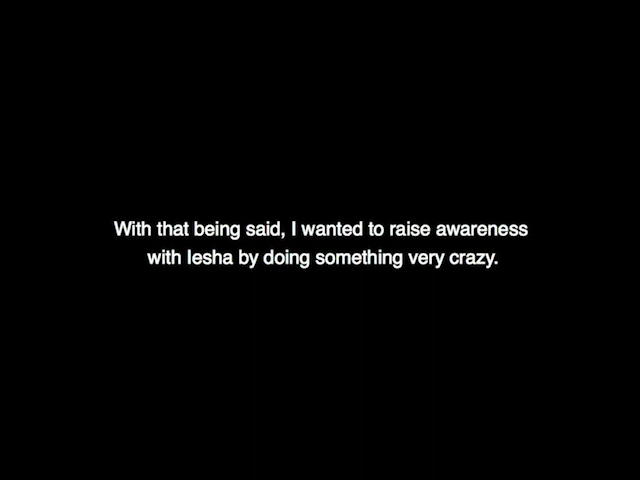 With that being said, I wanted to raise awareness
with Iesha by doing something very crazy.